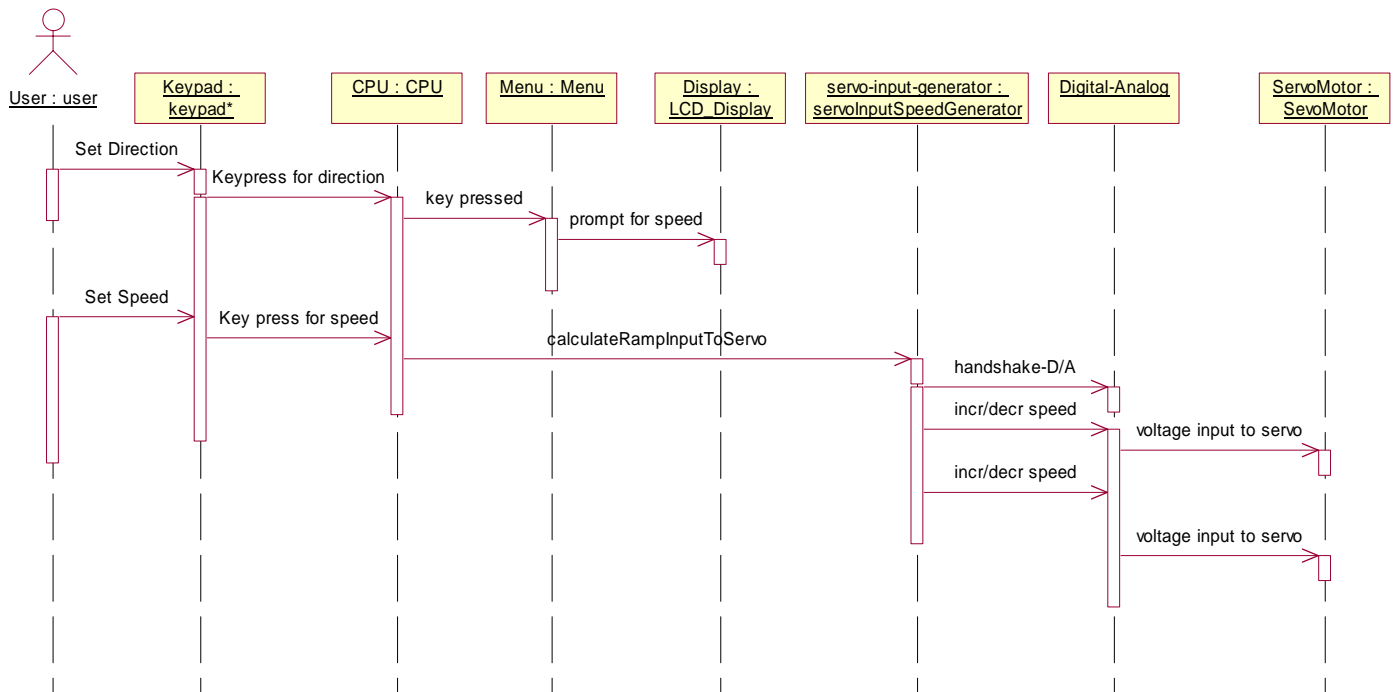 User : user
Keypad :
keypad*
CPU : CPU
Menu : Menu
Display :
LCD_Display
servo-input-generator :
servoInputSpeedGenerator
Digital-Analog
ServoMotor :
SevoMotor
Set Direction
Keypress for direction
key pressed
prompt for speed
Set Speed
Key press for speed
calculateRampInputToServo
handshake-D/A
incr/decr speed
voltage input to servo
incr/decr speed
voltage input to servo